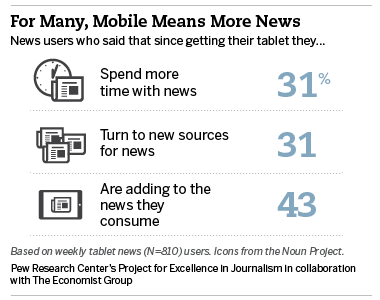 For Many, Mobile Means More News
News users who said that since getting their tablet they...
Spend more
time with news
31%
Turn to new sources
for news
31
Are adding to the
news they
consume
43
Based on weekly tablet news (N=810) users. Icons from the Noun Project.
Pew Research Center's Project for Excellence in Journalism in collaboration
with The Economist Group